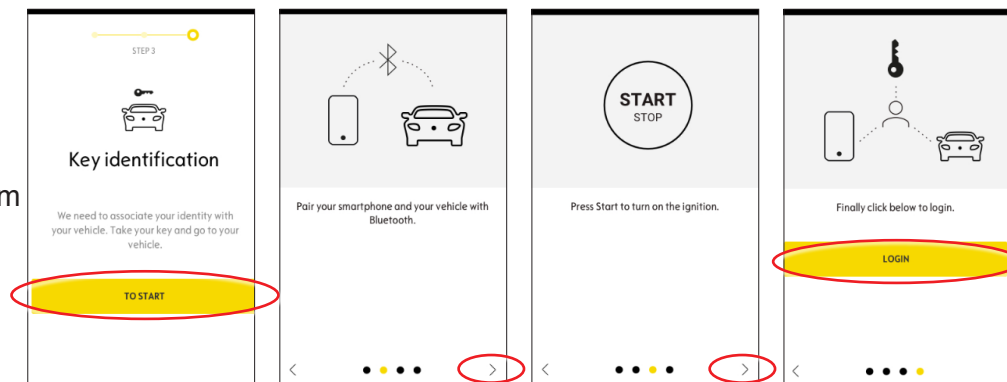 m
STEP 3
Key identification
We need to associate your identity with
your vehicle. Take your key and go to your
vehicle.
TO START
Pair your smartphone and your vehicle with
Bluetooth.
START
STOP
Press Start to turn on the ignition.
Finally click below to login.
LOGIN